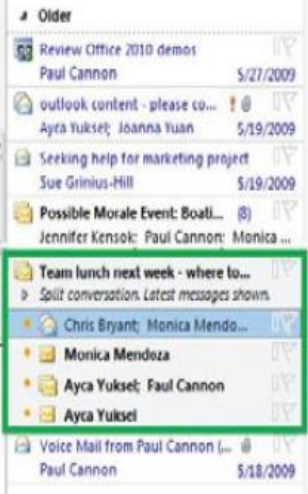 Older
Review Office 2010 demos
Paul Cannon 5/27/2009
outlook content - please co...
Ayca Yuksel; Joanna Yuan 5/19/2009
Seeking help for marketing project
Sue Grinius-Hill 5/19/2009
Possible Morale Event: Boati... (8)
Jennifer Kensok; Paul Cannon; Monica ...
Team lunch next week - where to...
Split conversation. Latest messages shown.
Chris Bryant; Monica Mendo...
Monica Mendoza
Ayca Yuksel; Paul Cannon
Ayca Yuksel
Voice Mail from Paul Cannon (...
Paul Cannon 5/18/2009